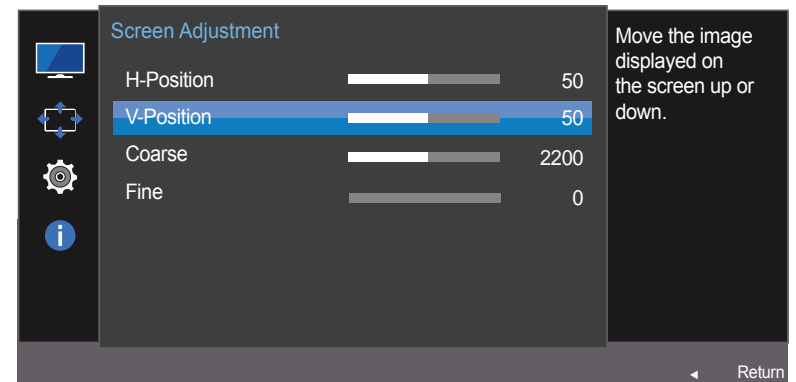 Screen Adjustment
H-Position 50
V-Position 50
Coarse 2200
Fine 0
Move the image
displayed on
the screen up or
down.
i
◄ Return